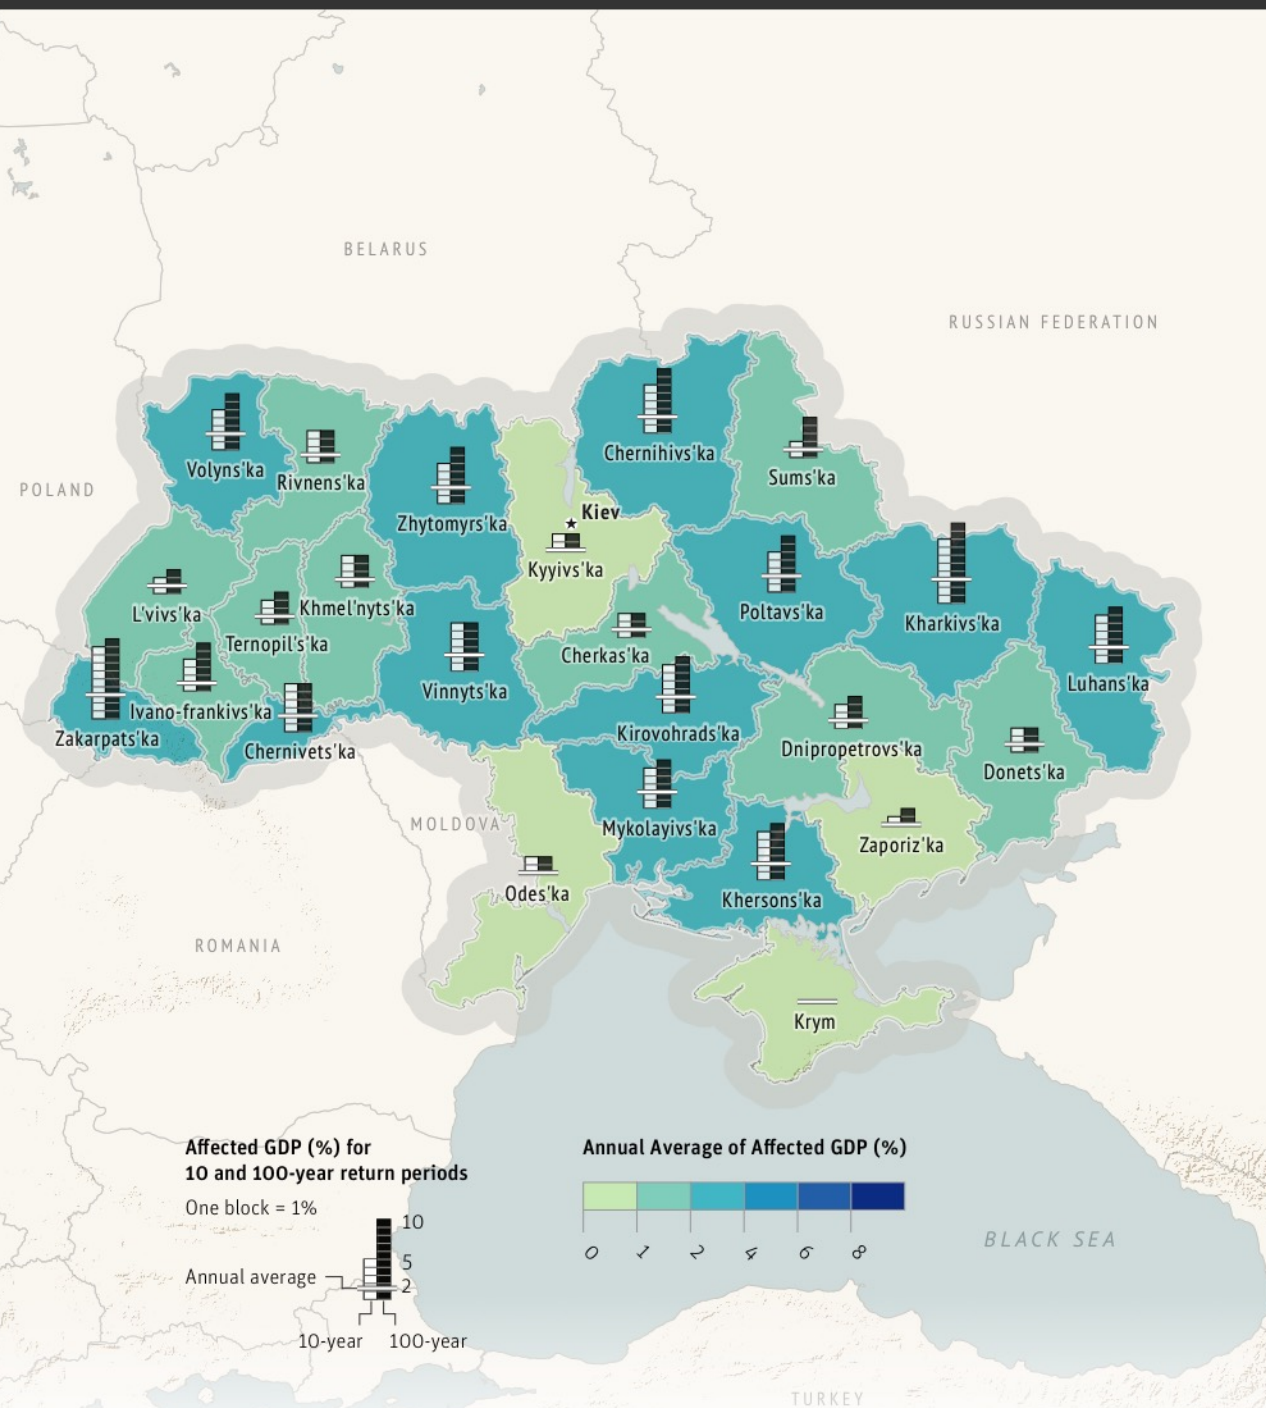 BELARUS
RUSSIAN FEDERATION
POLAND
Volyns'ka
Rivnens'ka
Zhytomyrs'ka
Chernihivs'ka
Sums'ka
Kiev
Kyyivs'ka
L'vivs'ka
Khmel'nyts'ka
Ternopil's'ka
Cherkas'ka
Poltavs'ka
Kharkivs'ka
Luhans'ka
Vinnyts'ka
Ivano-frankivs'ka
Zakarpats'ka
Chernivets'ka
Kirovohrads'ka
Dnipropetrovs'ka
Donets'ka
MOLDOVA
Mykolayivs'ka
Zaporiz'ka
Odes'ka
Khersons'ka
ROMANIA
Krym
Affected GDP (%) for
10 and 100-year return periods
One block = 1%
10
5
2
Annual average
10-year 100-year
Annual Average of Affected GDP (%)
0 1 2 4 6 8
BLACK SEA
TURKEY